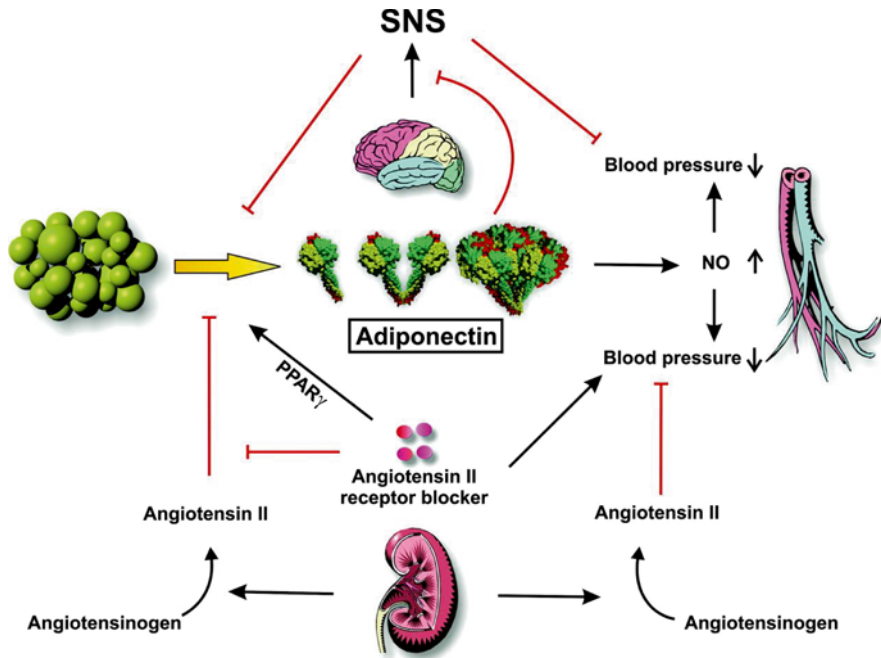 SNS
Blood pressure ↓
NO ↑
Adiponectin
Blood pressure ↓
PPARγ
Angiotensin II
receptor blocker
Angiotensin II
Angiotensin II
Angiotensinogen
Angiotensinogen